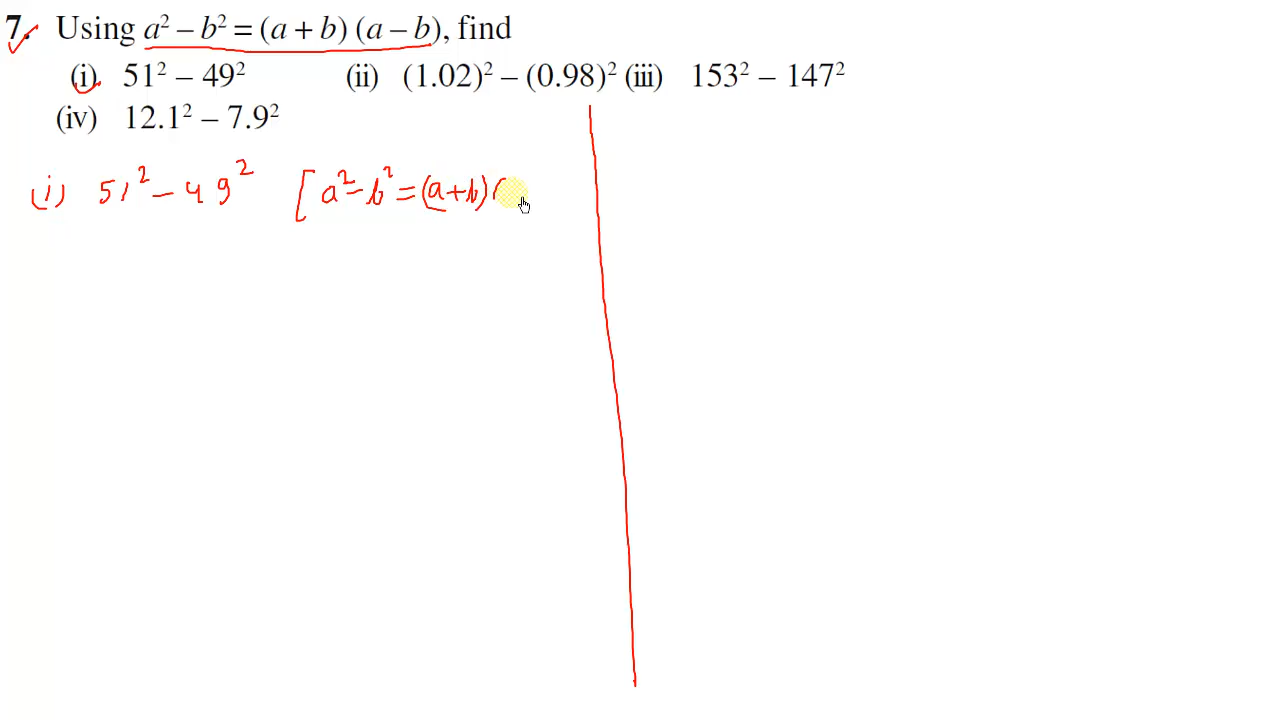 7. Using a² – b² = (a + b) (a – b), find
(i) 51² – 49² (ii) (1.02)² – (0.98)² (iii) 153² – 147²
(iv) 12.1² – 7.9²
(i) 51² – 49² [a² – b² = (a+b)(